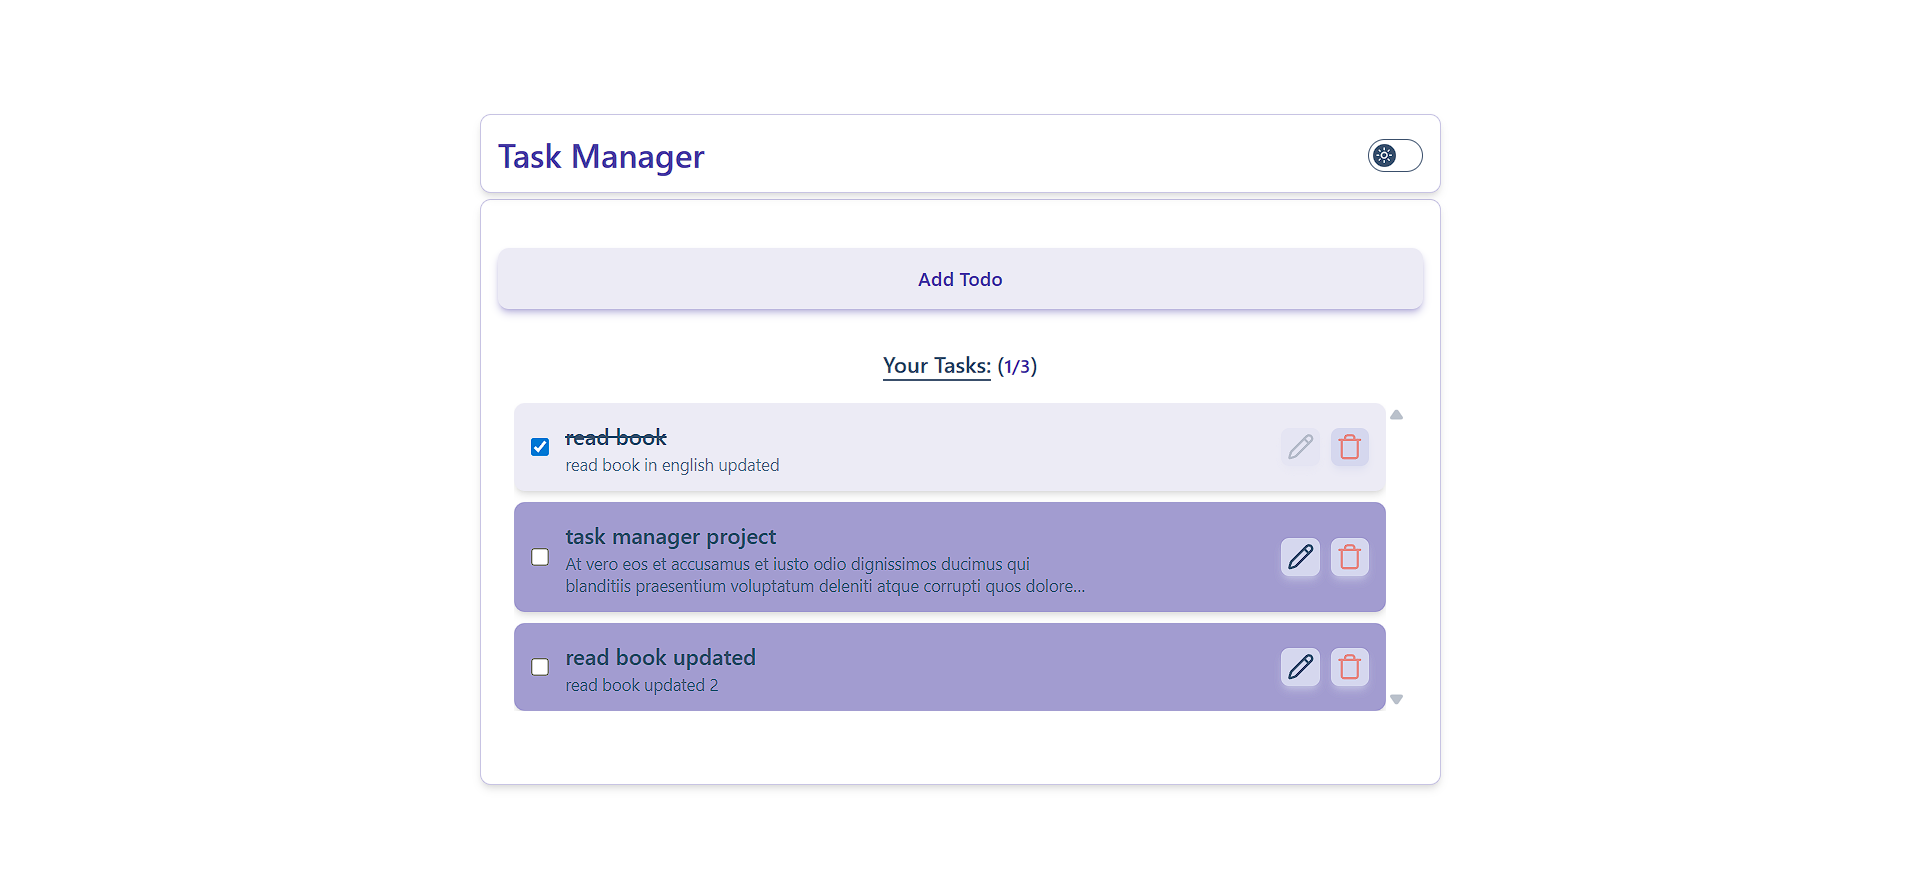 Task Manager
Add Todo
Your Tasks: (1/3)
read book
read book in english updated
task manager project
At vero eos et accusamus et iusto odio dignissimos ducimus qui
blanditiis praesentium voluptatum deleniti atque corrupti quos dolore...
read book updated
read book updated 2